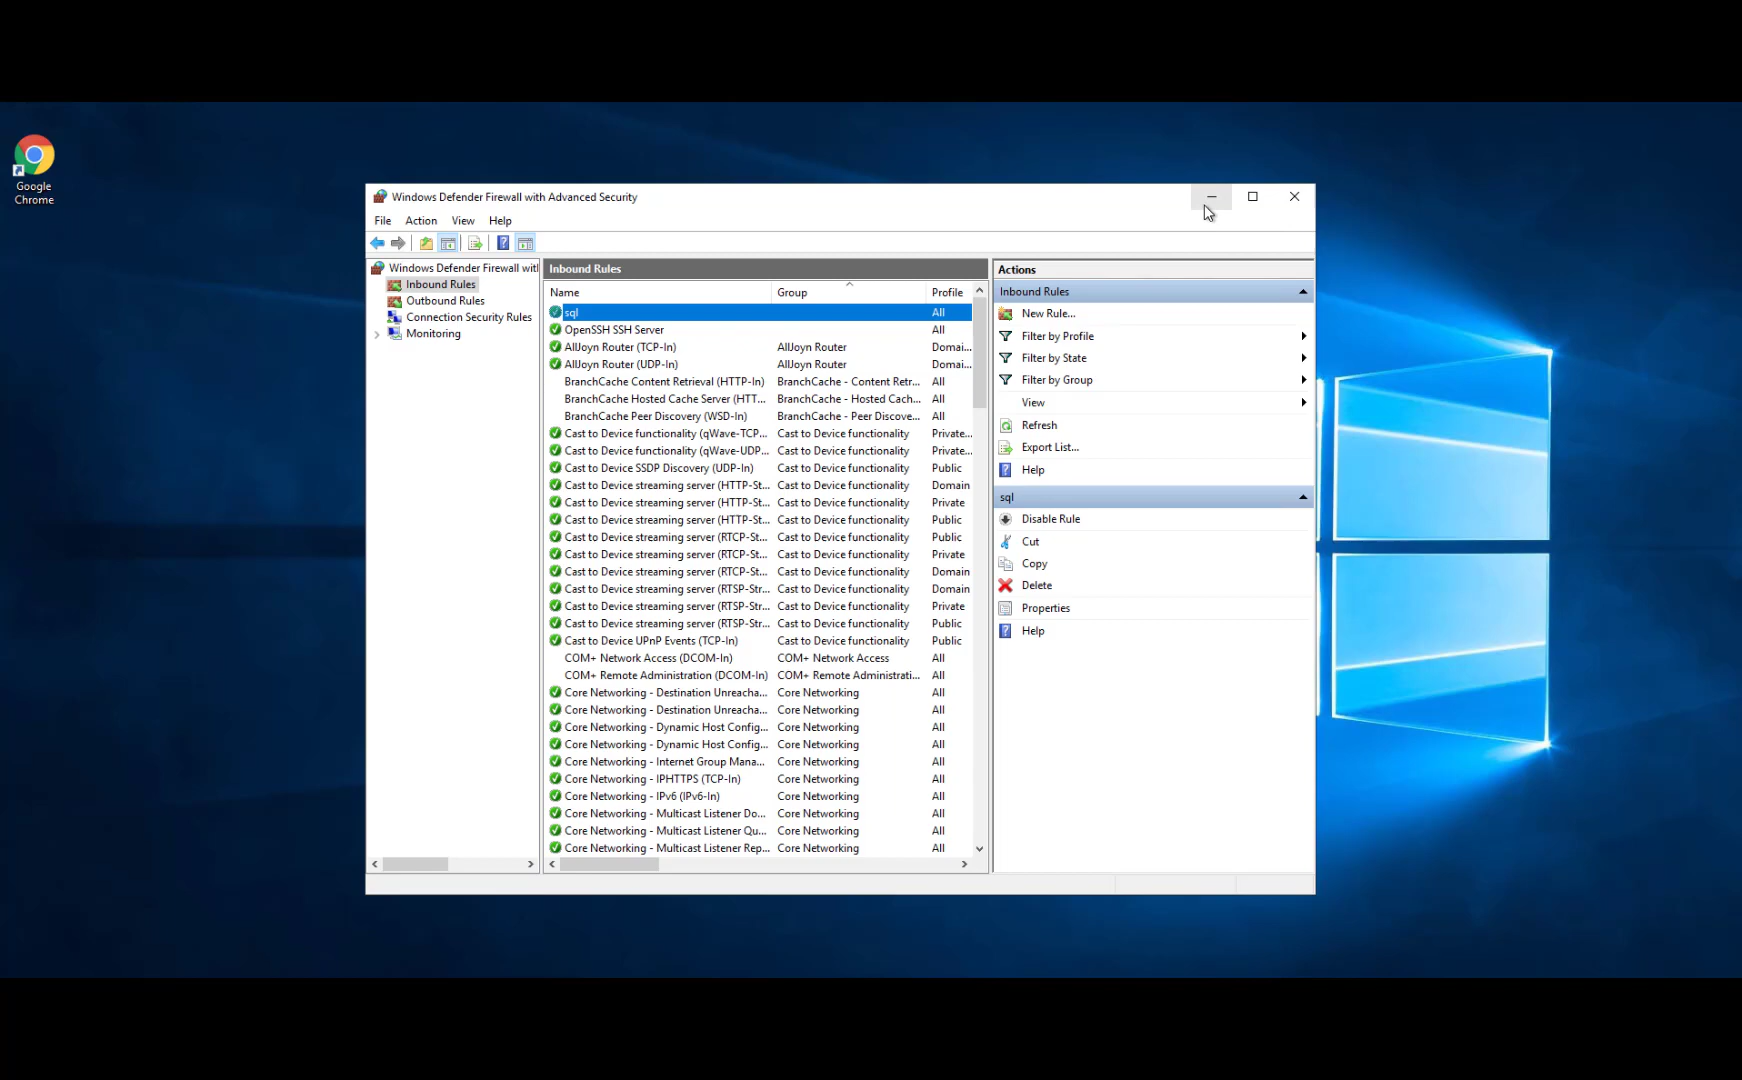 Google
Chrome
Windows Defender Firewall with Advanced Security
File Action View Help
Windows Defender Firewall wit
Inbound Rules
Outbound Rules
Connection Security Rules
Monitoring
Inbound Rules
Name Group Profile
sql All
OpenSSH SSH Server All
AllJoyn Router (TCP-In) AllJoyn Router Domai...
AllJoyn Router (UDP-In) AllJoyn Router Domai...
BranchCache Content Retrieval (HTTP-In) BranchCache - Content Retr... All
BranchCache Hosted Cache Server (HTT... BranchCache - Hosted Cach... All
BranchCache Peer Discovery (WSD-In) BranchCache - Peer Discove... All
Cast to Device functionality (qWave-TCP... Cast to Device functionality Private...
Cast to Device functionality (qWave-UDP... Cast to Device functionality Private...
Cast to Device SSDP Discovery (UDP-In) Cast to Device functionality Public
Cast to Device streaming server (HTTP-St... Cast to Device functionality Domain
Cast to Device streaming server (HTTP-St... Cast to Device functionality Private
Cast to Device streaming server (HTTP-St... Cast to Device functionality Public
Cast to Device streaming server (RTCP-St... Cast to Device functionality Public
Cast to Device streaming server (RTCP-St... Cast to Device functionality Private
Cast to Device streaming server (RTCP-St... Cast to Device functionality Domain
Cast to Device streaming server (RTSP-Str... Cast to Device functionality Domain
Cast to Device streaming server (RTSP-Str... Cast to Device functionality Private
Cast to Device streaming server (RTSP-Str... Cast to Device functionality Public
Cast to Device UPnP Events (TCP-In) Cast to Device functionality Public
COM+ Network Access (DCOM-In) COM+ Network Access All
COM+ Remote Administration (DCOM-In) COM+ Remote Administrati... All
Core Networking - Destination Unreacha... Core Networking All
Core Networking - Destination Unreacha... Core Networking All
Core Networking - Dynamic Host Config... Core Networking All
Core Networking - Dynamic Host Config... Core Networking All
Core Networking - Internet Group Mana... Core Networking All
Core Networking - IPHTTPS (TCP-In) Core Networking All
Core Networking - IPv6 (IPv6-In) Core Networking All
Core Networking - Multicast Listener Do... Core Networking All
Core Networking - Multicast Listener Qu... Core Networking All
Core Networking - Multicast Listener Rep... Core Networking All
Actions
Inbound Rules
New Rule...
Filter by Profile
Filter by State
Filter by Group
View
Refresh
Export List...
Help
sql
Disable Rule
Cut
Copy
Delete
Properties
Help